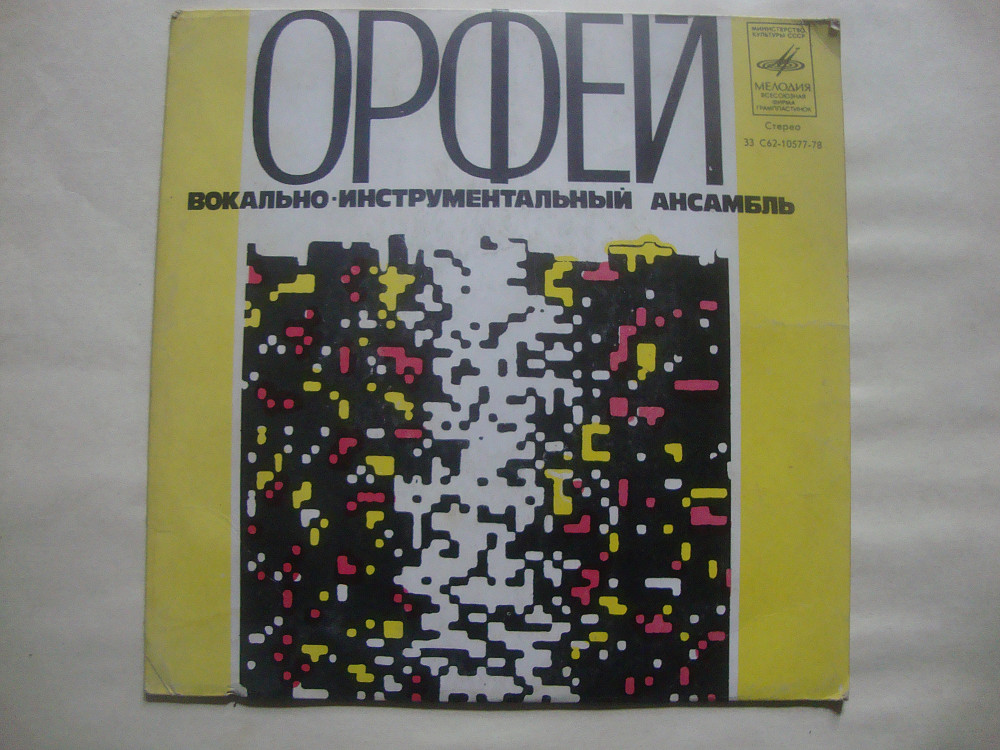 ОРФЕЙ
ВОКАЛЬНО-ИНСТРУМЕНТАЛЬНЫЙ АНСАМБЛЬ
МИНИСТЕРСТВО
КУЛЬТУРЫ СССР
МЕЛОДИЯ
ВСЕСОЮЗНАЯ
ФИРМА
ГРАМПЛАСТИНОК
Стерео
33 С62-10577-78